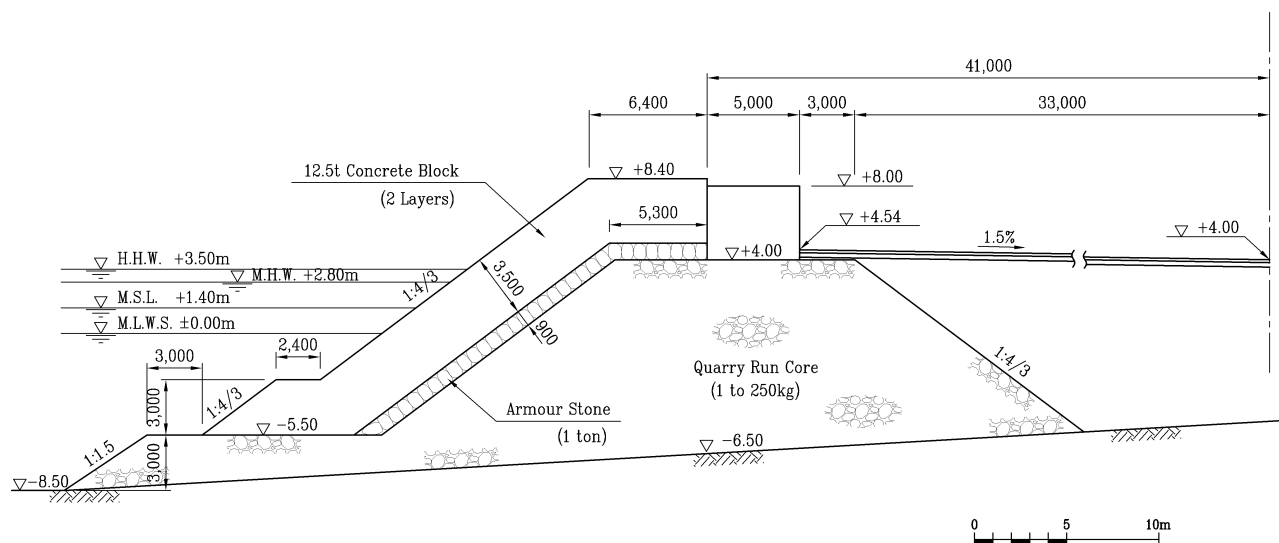 41,000
6,400
5,000
3,000
33,000
12.5t Concrete Block
(2 Layers)
+8.40
+8.00
5,300
+4.54
+4.00
1.5%
+4.00
H.H.W. +3.50m
M.H.W. +2.80m
M.S.L. +1.40m
M.L.W.S. ±0.00m
1:4/3
3,500
900
3,000
2,400
3,000
1:4/3
Quarry Run Core
(1 to 250kg)
1:4/3
Armour Stone
(1 ton)
-5.50
1:1.5
3,000
-6.50
-8.50
0 5 10m